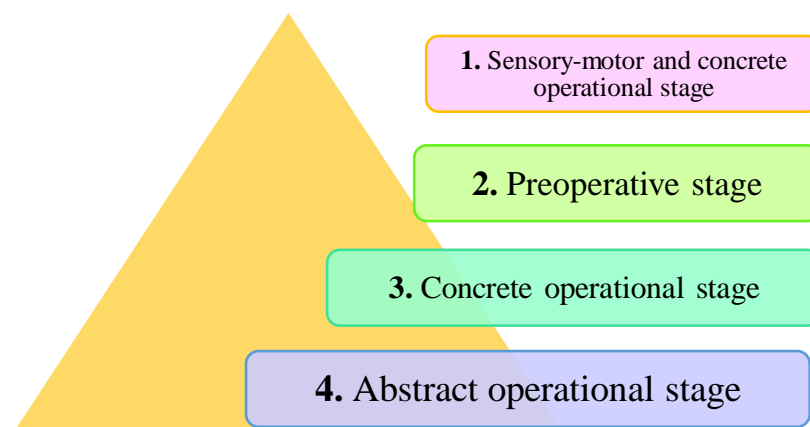 1. Sensory-motor and concrete
operational stage
2. Preoperative stage
3. Concrete operational stage
4. Abstract operational stage